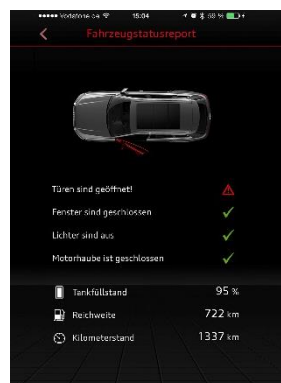 Vodafone.de 15:04 69 %
Fahrzeugstatusreport
Türen sind geöffnet!
Fenster sind geschlossen
Lichter sind aus
Motorhaube ist geschlossen
Tankfüllstand 95 %
Reichweite 722 km
Kilometerstand 1337 km